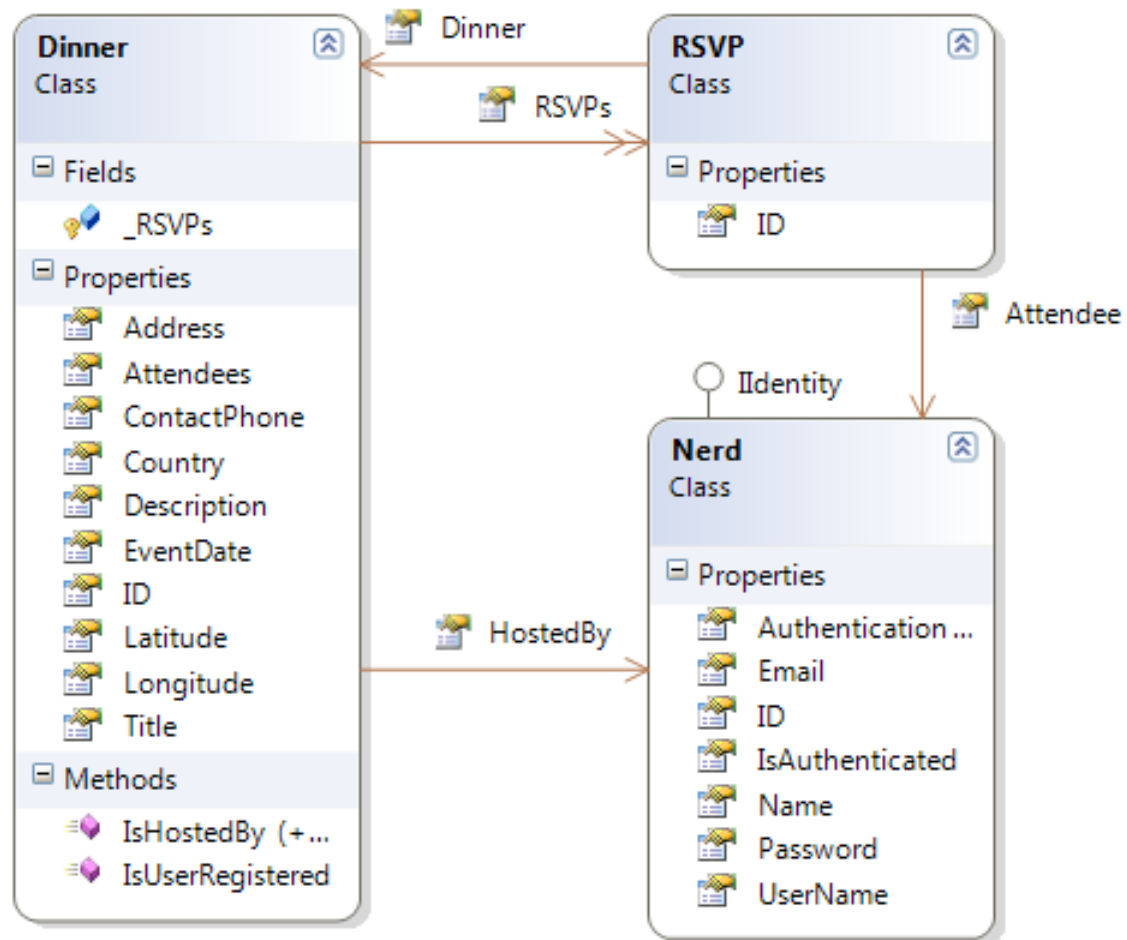 Dinner
Class
Fields
_RSVPs
Properties
Address
Attendees
ContactPhone
Country
Description
EventDate
ID
Latitude
Longitude
Title
Methods
IsHostedBy (+...
IsUserRegistered
Dinner
RSVPs
HostedBy
RSVP
Class
Properties
ID
Attendee
IIdentity
Nerd
Class
Properties
Authentication ...
Email
ID
IsAuthenticated
Name
Password
UserName